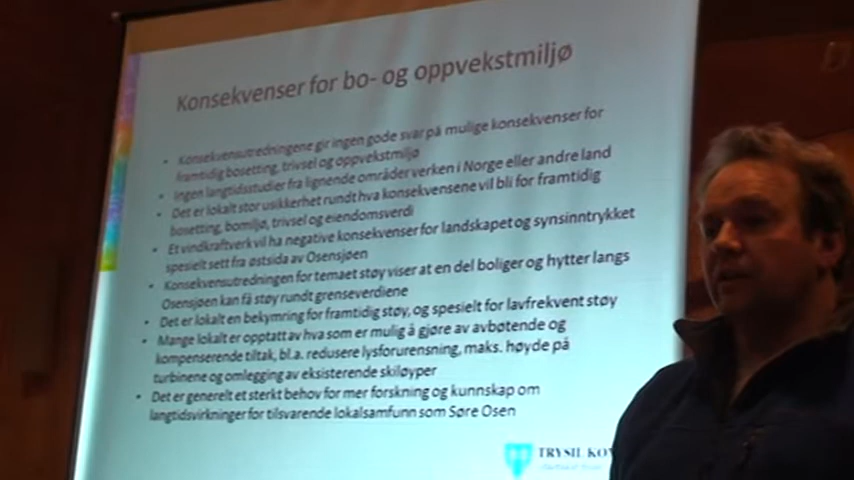 Konsekvenser for bo- og oppvekstmiljø
• Konsekvensutredningene gir ingen gode svar på mulige konsekvenser for
framtidig bosetting, trivsel og oppvekstmiljø
• Ingen langtidsstudier fra lignende områder verken i Norge eller andre land
• Det er lokalt stor usikkerhet rundt hva konsekvensene vil bli for framtidig
bosetting, bomiljø, trivsel og eiendomsverdi
• Et vindkraftverk vil ha negative konsekvenser for landskapet og synsinntrykket
spesielt sett fra østsida av Osensjøen
• Konsekvensutredningen for temaet støy viser at en del boliger og hytter langs
Osensjøen kan få støy rundt grenseverdiene
• Det er lokalt en bekymring for framtidig støy, og spesielt for lavfrekvent støy
• Mange lokalt er opptatt av hva som er mulig å gjøre av avbøtende og
kompenserende tiltak, bl.a. redusere lysforurensning, maks. høyde på
turbinene og omlegging av eksisterende skiløyper
• Det er generelt et sterkt behov for mer forskning og kunnskap om
langtidsvirkninger for tilsvarende lokalsamfunn som Søre Osen
TRYSIL KO